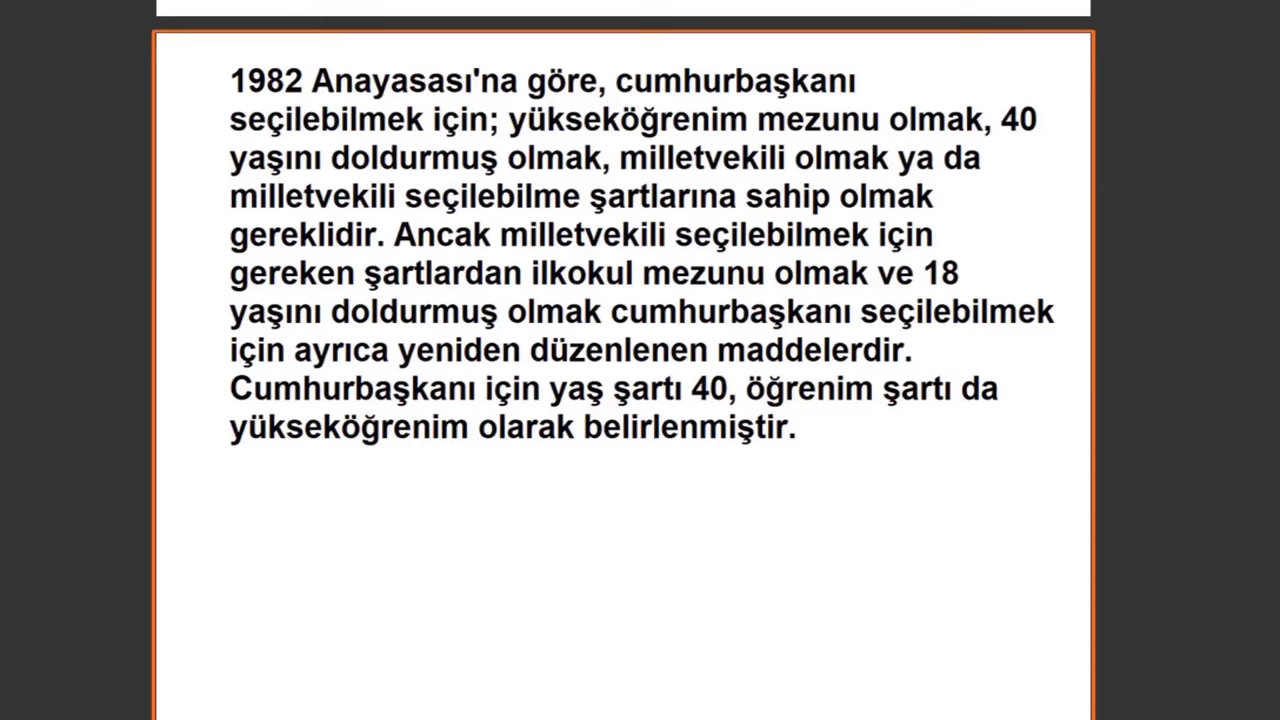 1982 Anayasası'na göre, cumhurbaşkanı
seçilebilmek için; yükseköğrenim mezunu olmak, 40
yaşını doldurmuş olmak, milletvekili olmak ya da
milletvekili seçilebilme şartlarına sahip olmak
gereklidir. Ancak milletvekili seçilebilmek için
gereken şartlardan ilkokul mezunu olmak ve 18
yaşını doldurmuş olmak cumhurbaşkanı seçilebilmek
için ayrıca yeniden düzenlenen maddelerdir.
Cumhurbaşkanı için yaş şartı 40, öğrenim şartı da
yükseköğrenim olarak belirlenmiştir.